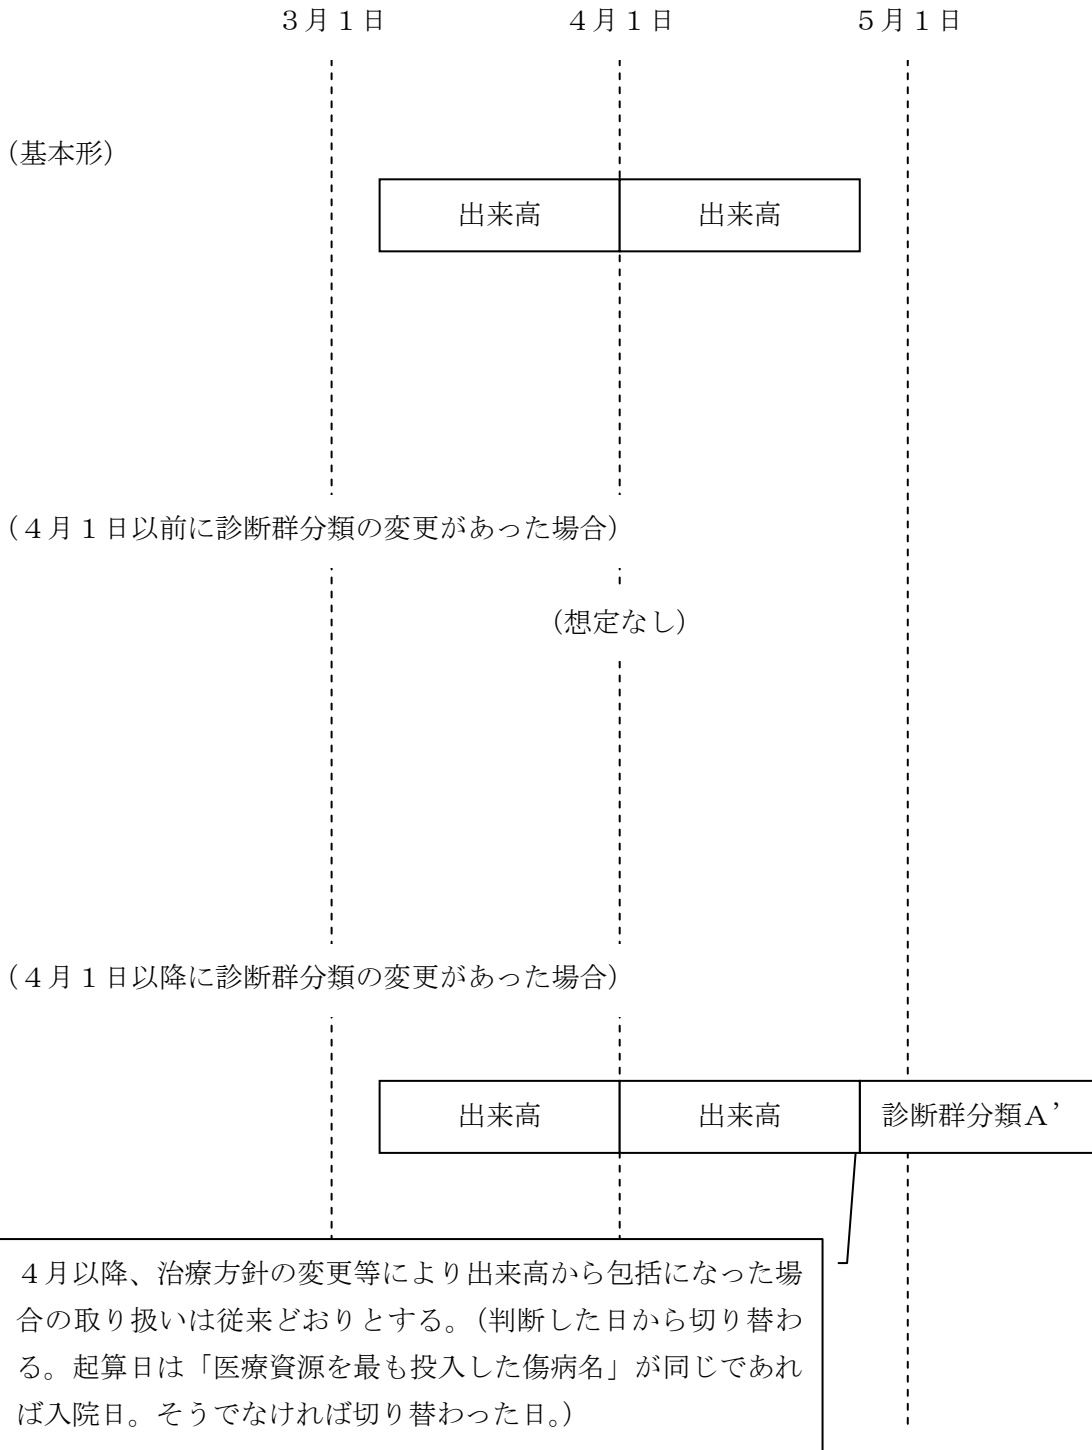 ３月１日 ４月１日 ５月１日
（基本形）
出来高 出来高
（４月１日以前に診断群分類の変更があった場合）
（想定なし）
（４月１日以降に診断群分類の変更があった場合）
出来高 出来高 診断群分類Ａ’
４月以降、治療方針の変更等により出来高から包括になった場
合の取り扱いは従来どおりとする。（判断した日から切り替わ
る。起算日は「医療資源を最も投入した傷病名」が同じであれ
ば入院日。そうでなければ切り替わった日。）